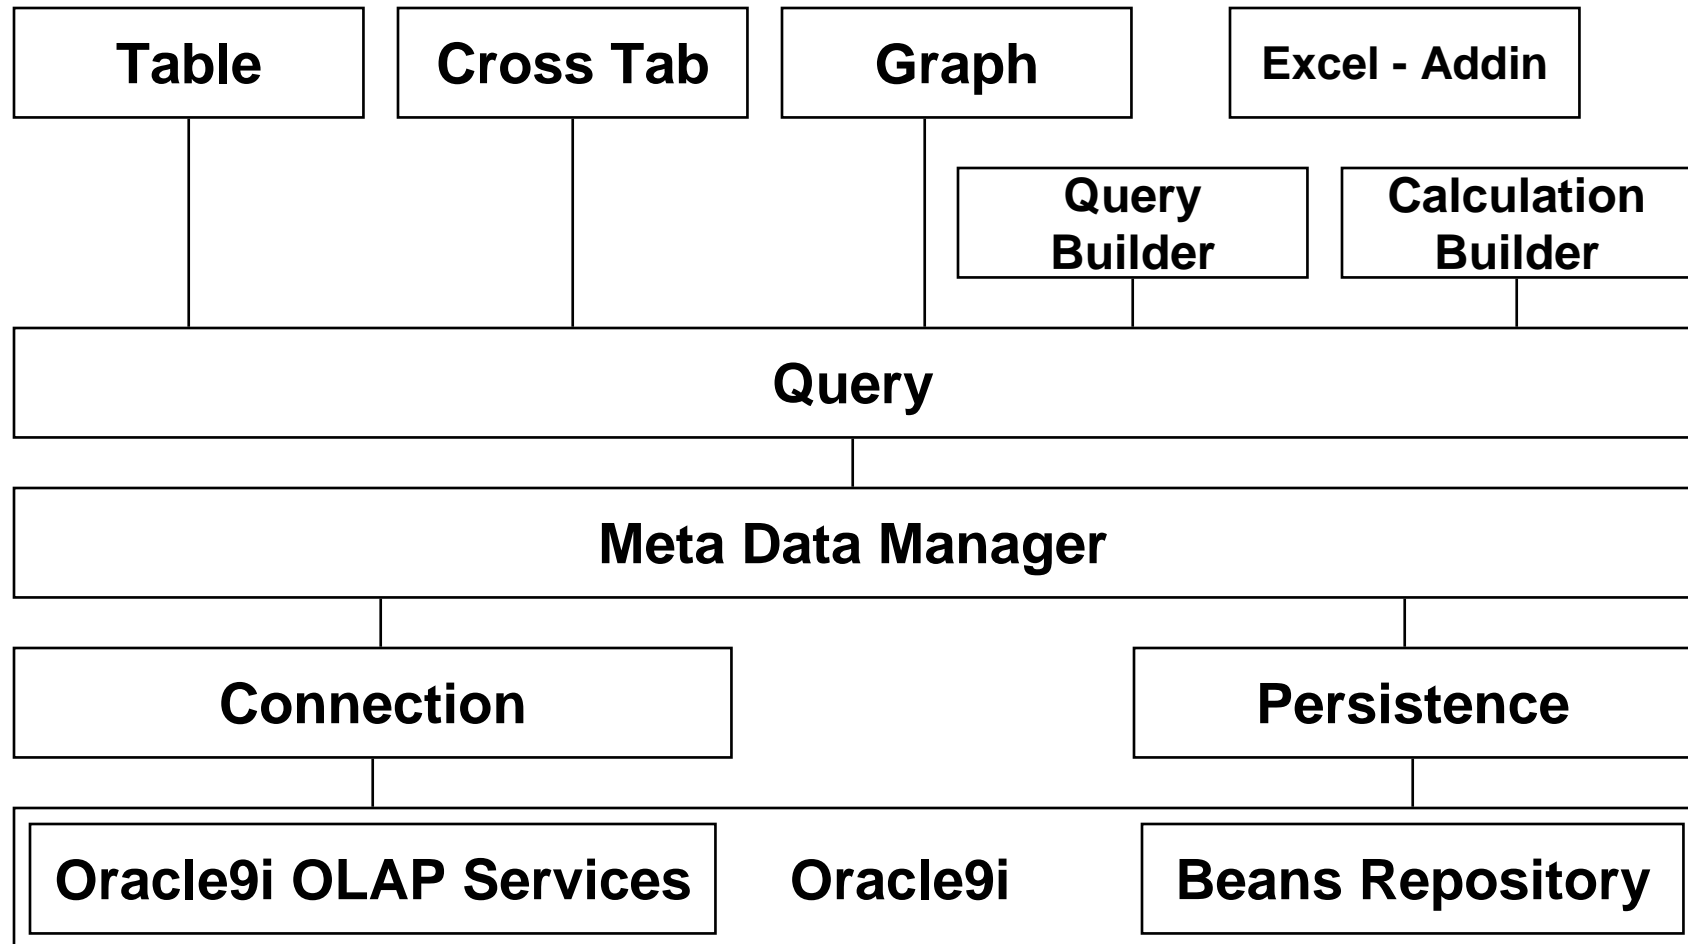 Table
Cross Tab
Graph
Excel - Addin
Query
Builder
Calculation
Builder
Query
Meta Data Manager
Connection
Persistence
Oracle9i OLAP Services
Oracle9i
Beans Repository